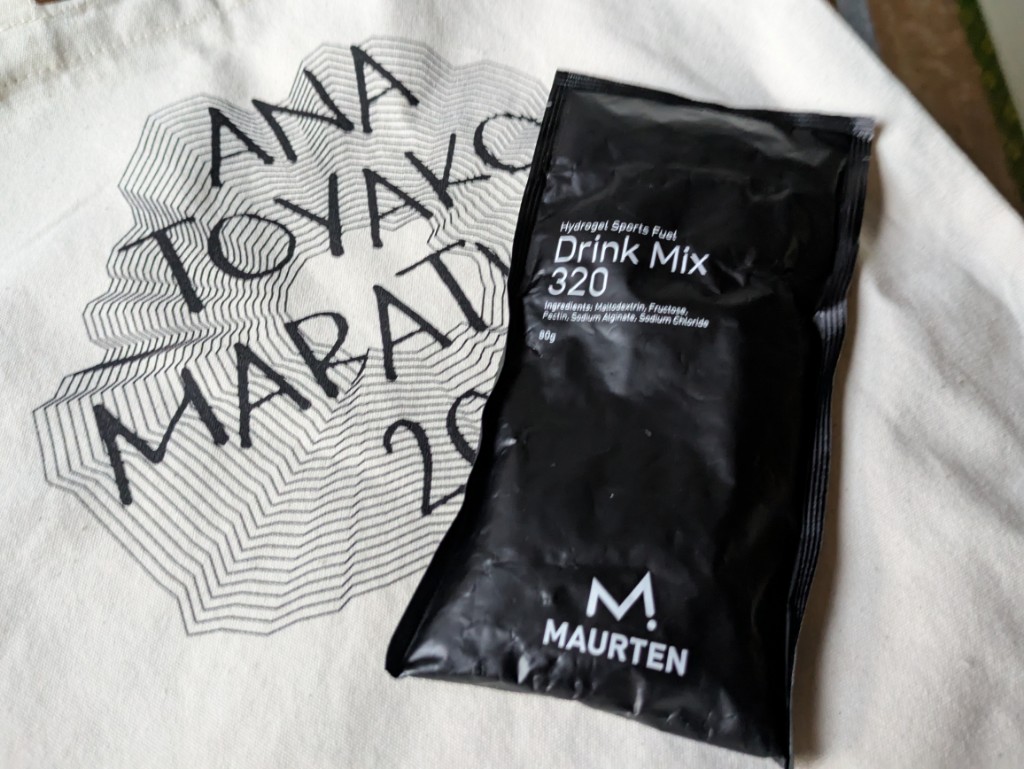 ANA
TOYAKO
MARAT
20
Hydrogel Sports Fuel
Drink Mix
320
Ingredients: Maltodextrin, Fructose,
Pectin, Sodium Alginate, Sodium Chloride
80g
MAURTEN